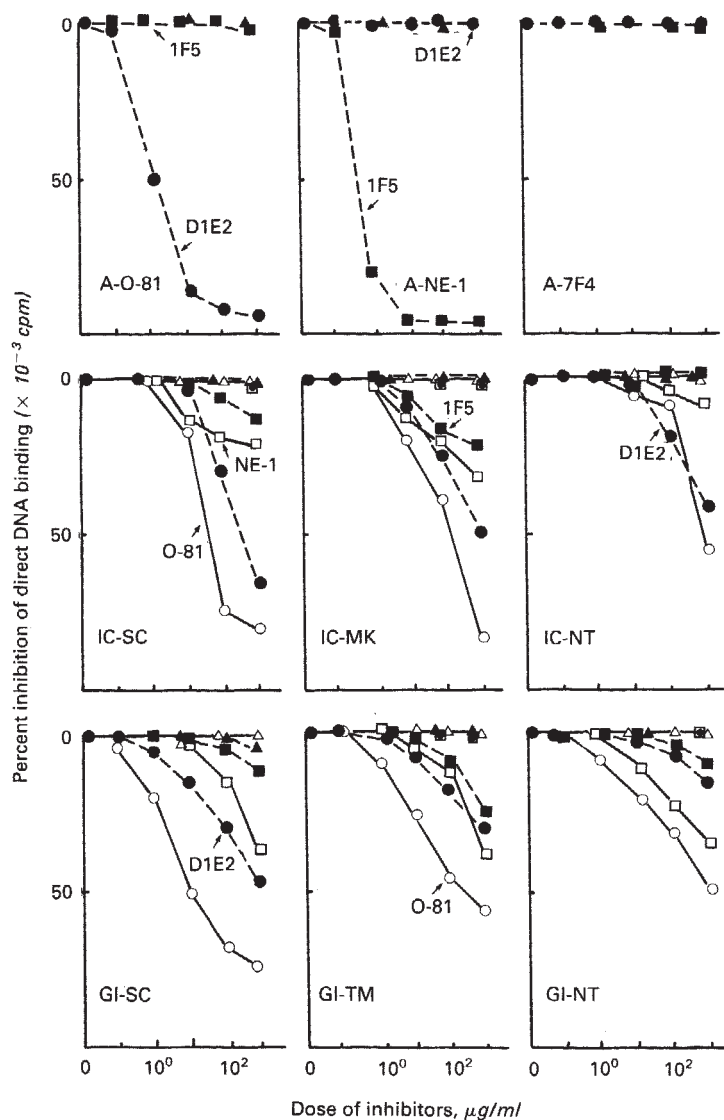 Percent inhibition of direct DNA binding (× 10⁻³ cpm)
0
50
1F5
D1E2
A-O-81
D1E2
1F5
A-NE-1
A-7F4
0
50
NE-1
O-81
IC-SC
1F5
IC-MK
D1E2
IC-NT
0
50
D1E2
GI-SC
O-81
GI-TM
GI-NT
0 10⁰ 10² 0 10⁰ 10² 0 10⁰ 10²
Dose of inhibitors, μg/ml